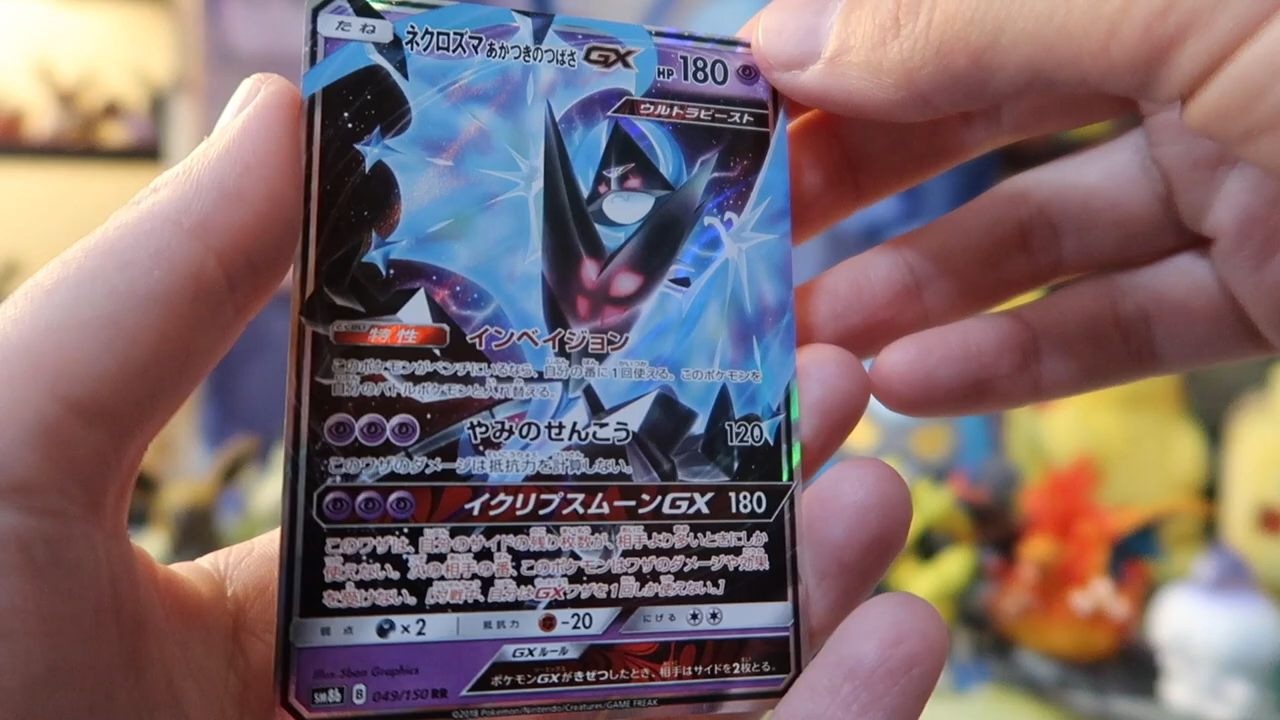 たね
ネクロズマ あかつきのつばさ GX HP 180
ウルトラビースト
特性 インベイジョン
このポケモンがベンチにいるなら、自分の番に1回使える。このポケモンを
自分のバトルポケモンと入れ替える。
やみのせんこう 120
このワザのダメージは抵抗力を計算しない。
イクリプスムーンGX 180
このワザは、自分のサイドの残り枚数が、相手より多いときにしか
使えない。次の相手の番、このポケモンはワザのダメージや効果
を受けない。[対戦中、自分はGXワザを1回しか使えない。]
弱点 ×2 抵抗力 -20 にげる
GXルール
ポケモンGXがきぜつしたとき、相手はサイドを2枚とる。
Illus. 5ban Graphics
SM8b B 049/150 RR
©2018 Pokémon/Nintendo/Creatures/GAME FREAK